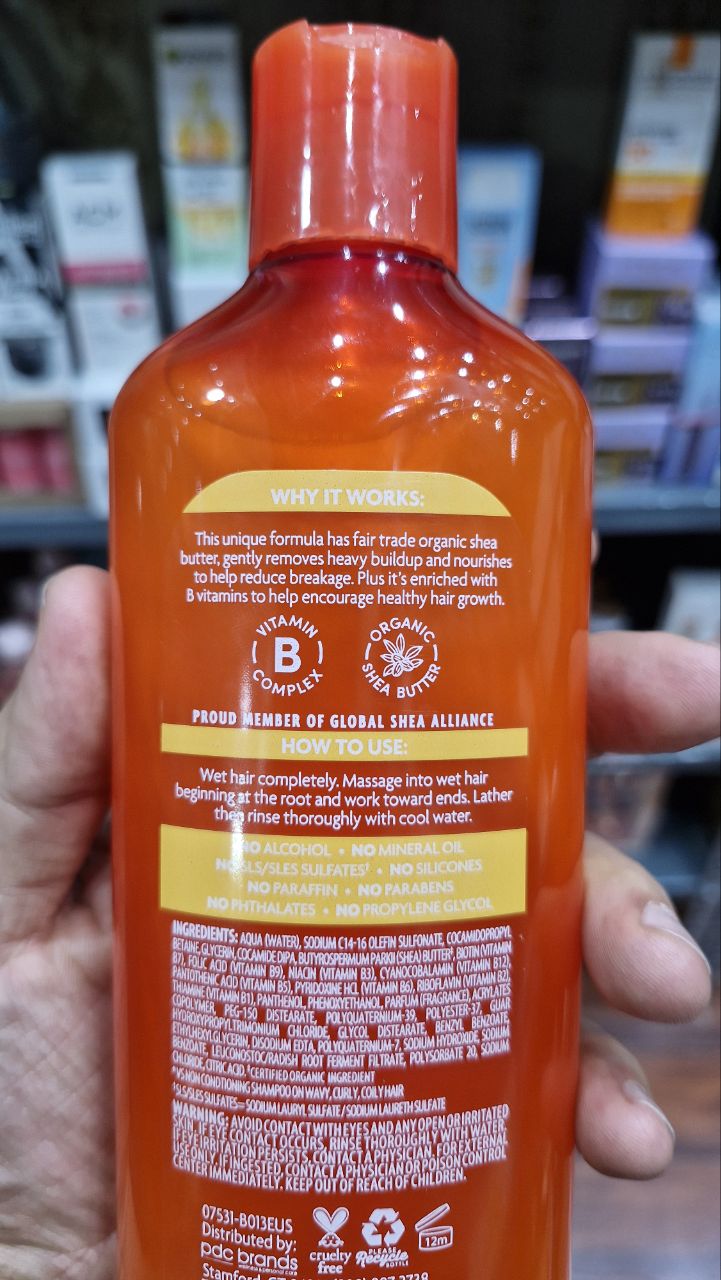 WHY IT WORKS:
This unique formula has fair trade organic shea
butter, gently removes heavy buildup and nourishes
to help reduce breakage. Plus it's enriched with
B vitamins to help encourage healthy hair growth.
VITAMIN
B
COMPLEX
ORGANIC
SHEA BUTTER
PROUD MEMBER OF GLOBAL SHEA ALLIANCE
HOW TO USE:
Wet hair completely. Massage into wet hair
beginning at the root and work toward ends. Lather
then rinse thoroughly with cool water.
NO ALCOHOL • NO MINERAL OIL
NO SLS/SLES SULFATES† • NO SILICONES
NO PARAFFIN • NO PARABENS
NO PHTHALATES • NO PROPYLENE GLYCOL
INGREDIENTS: AQUA (WATER), SODIUM C14-16 OLEFIN SULFONATE, COCAMIDOPROPYL
BETAINE, GLYCERIN, COCAMIDE DIPA, BUTYROSPERMUM PARKII (SHEA) BUTTER‡, BIOTIN (VITAMIN
B7), FOLIC ACID (VITAMIN B9), NIACIN (VITAMIN B3), CYANOCOBALAMIN (VITAMIN B12),
PANTOTHENIC ACID (VITAMIN B5), PYRIDOXINE HCL (VITAMIN B6), RIBOFLAVIN (VITAMIN B2),
THIAMINE (VITAMIN B1), PANTHENOL, PHENOXYETHANOL, PARFUM (FRAGRANCE), ACRYLATES
COPOLYMER, PEG-150 DISTEARATE, POLYQUATERNIUM-39, POLYESTER-37, GUAR
HYDROXYPROPYLTRIMONIUM CHLORIDE, GLYCOL DISTEARATE, BENZYL BENZOATE,
ETHYLHEXYLGLYCERIN, DISODIUM EDTA, POLYQUATERNIUM-7, SODIUM HYDROXIDE, SODIUM
BENZOATE, LEUCONOSTOC/RADISH ROOT FERMENT FILTRATE, POLYSORBATE 20, SODIUM
CHLORIDE, CITRIC ACID. ‡CERTIFIED ORGANIC INGREDIENT
*VS NON CONDITIONING SHAMPOO ON WAVY, CURLY, COILY HAIR
†SLS/SLES SULFATES= SODIUM LAURYL SULFATE / SODIUM LAURETH SULFATE
WARNING: AVOID CONTACT WITH EYES AND ANY OPEN OR IRRITATED
SKIN. IF EYE CONTACT OCCURS, RINSE THOROUGHLY WITH WATER.
IF EYE IRRITATION PERSISTS, CONTACT A PHYSICIAN. FOR EXTERNAL
USE ONLY. IF INGESTED, CONTACT A PHYSICIAN OR POISON CONTROL
CENTER IMMEDIATELY. KEEP OUT OF REACH OF CHILDREN.
07531-B013EUS
Distributed by:
pdc brands
wellness & personal care
cruelty
free
PLEASE
Recycle
BOTTLE
12m